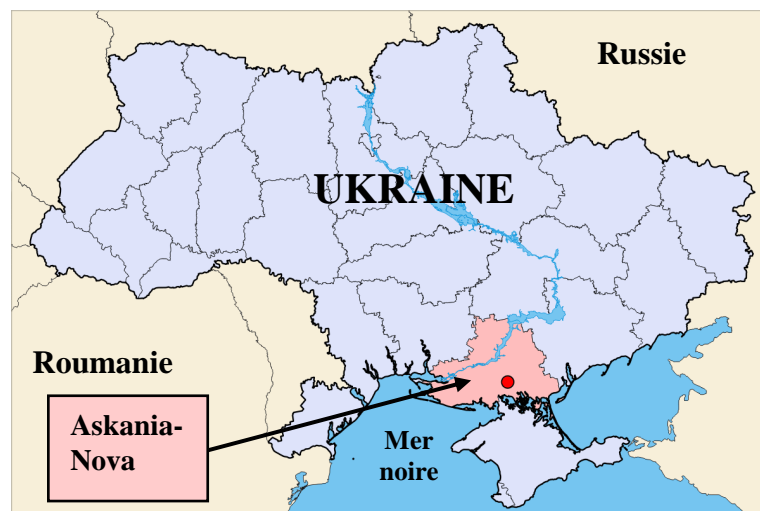 Russie
UKRAINE
Roumanie
Askania-
Nova
Mer
noire